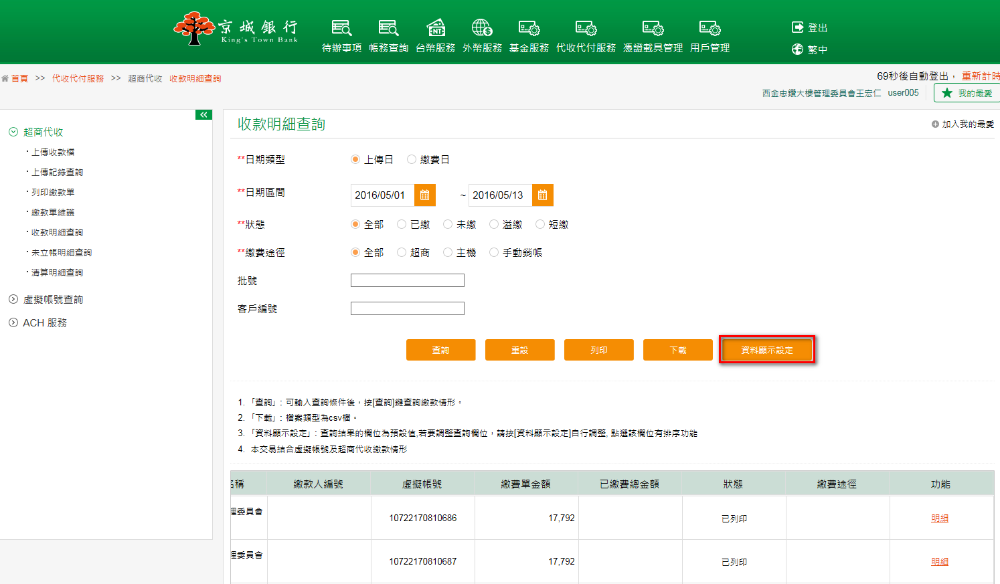 京城銀行
King's Town Bank
待辦事項 帳務查詢 台幣服務 外幣服務 基金服務 代收代付服務 憑證載具管理 用戶管理
登出
繁中
首頁 >> 代收代付服務 >> 超商代收 收款明細查詢
69秒後自動登出， 重新計時
西金忠鑽大樓管理委員會王宏仁 user005
我的最愛
超商代收
上傳收款檔
上傳記錄查詢
列印繳款單
繳款單維護
收款明細查詢
未立帳明細查詢
清算明細查詢
虛擬帳號查詢
ACH 服務
收款明細查詢
加入我的最愛
**日期類型 上傳日 繳費日
**日期區間 2016/05/01 ~ 2016/05/13
**狀態 全部 已繳 未繳 溢繳 短繳
**繳費途徑 全部 超商 主機 手動銷帳
批號
客戶編號
查詢 重設 列印 下載 資料顯示設定
1. 「查詢」: 可輸入查詢條件後，按[查詢]鍵查詢繳款情形。
2. 「下載」: 檔案類型為csv檔。
3. 「資料顯示設定」: 查詢結果的欄位為預設值,若要調整查詢欄位，請按[資料顯示設定]自行調整, 點選該欄位有排序功能
4. 本交易結合虛擬帳號及超商代收繳款情形
名稱 繳款人編號 虛擬帳號 繳費單金額 已繳費總金額 狀態 繳費途徑 功能
理委員會 10722170810686 17,792 已列印 明細
理委員會 10722170810687 17,792 已列印 明細